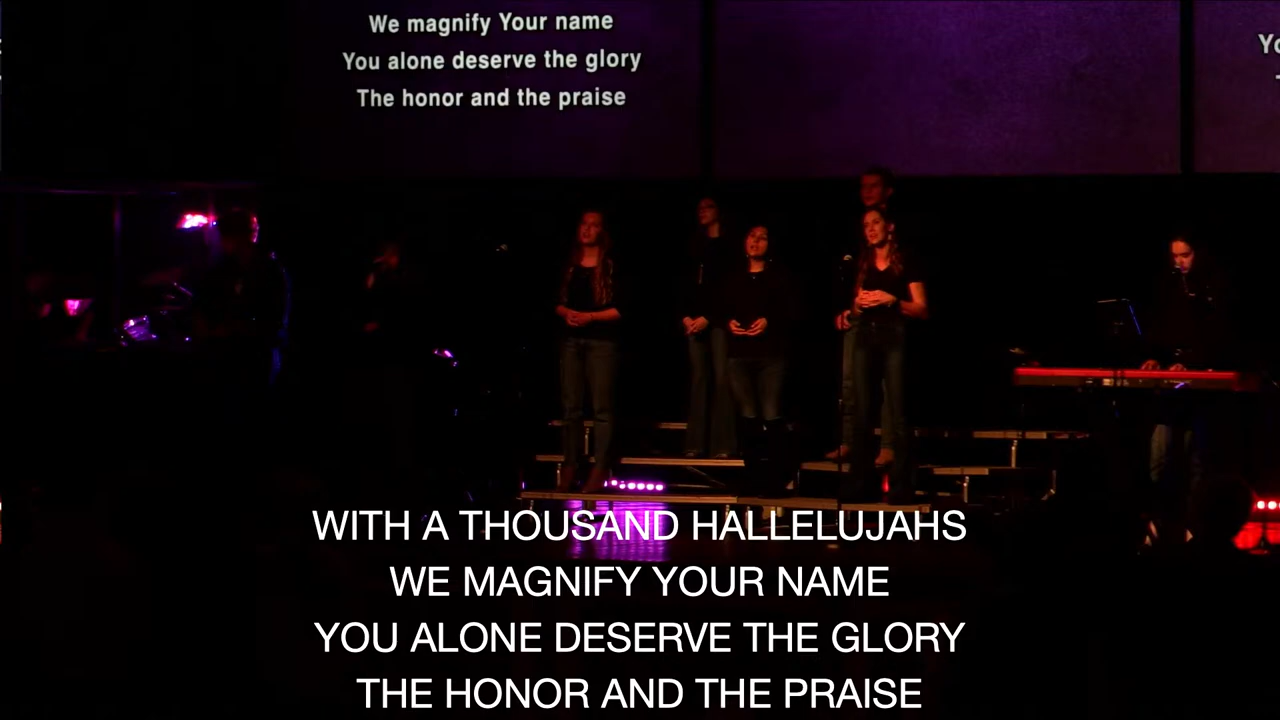 We magnify Your name
You alone deserve the glory
The honor and the praise
Yo
WITH A THOUSAND HALLELUJAHS
WE MAGNIFY YOUR NAME
YOU ALONE DESERVE THE GLORY
THE HONOR AND THE PRAISE